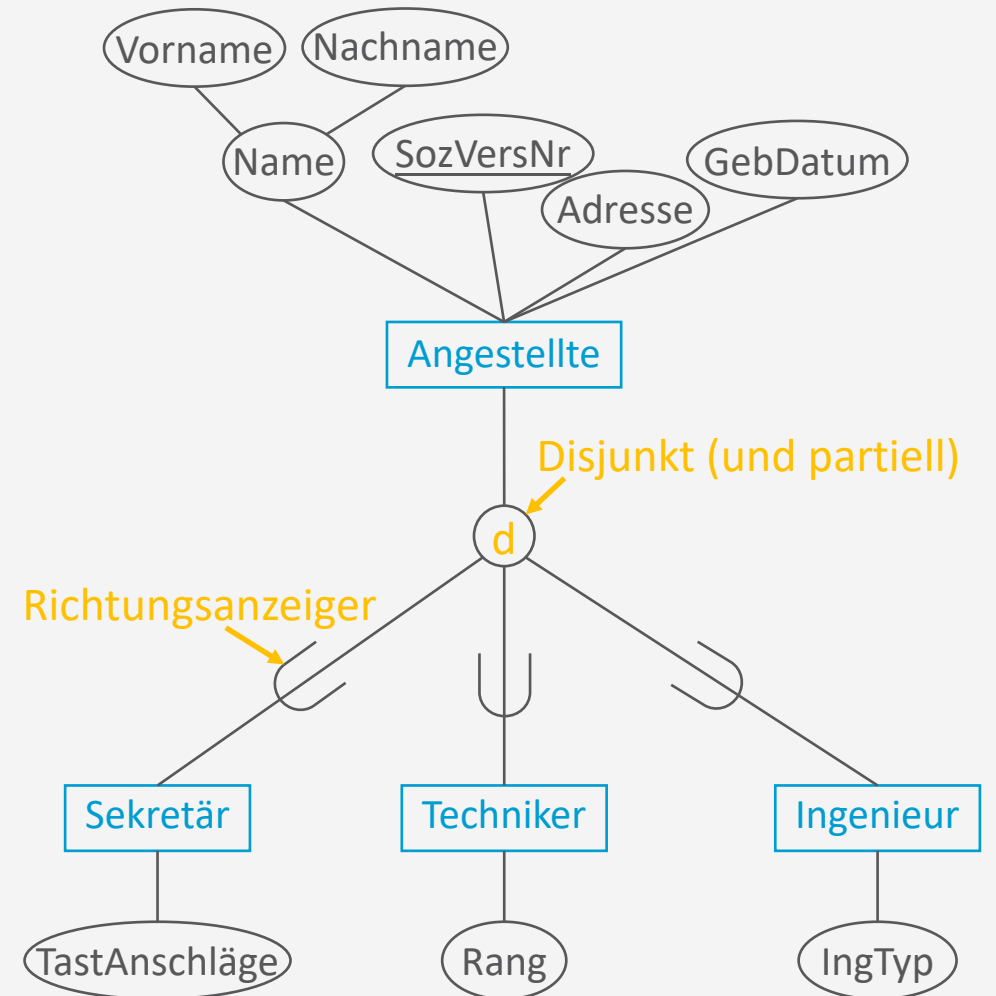 Vorname
Nachname
Name
SozVersNr
GebDatum
Adresse
Angestellte
Disjunkt (und partiell)
d
Richtungsanzeiger
Sekretär
Techniker
Ingenieur
TastAnschläge
Rang
IngTyp